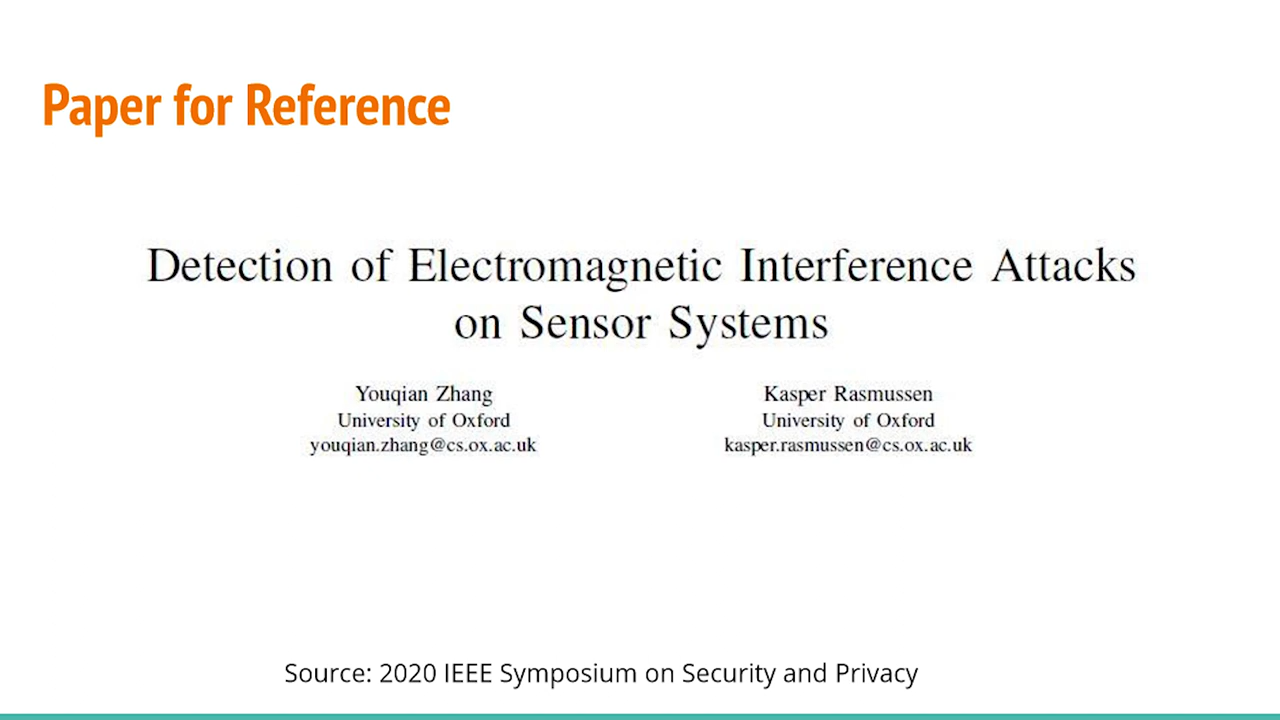 Paper for Reference
Detection of Electromagnetic Interference Attacks
on Sensor Systems
Youqian Zhang
University of Oxford
youqian.zhang@cs.ox.ac.uk
Kasper Rasmussen
University of Oxford
kasper.rasmussen@cs.ox.ac.uk
Source: 2020 IEEE Symposium on Security and Privacy